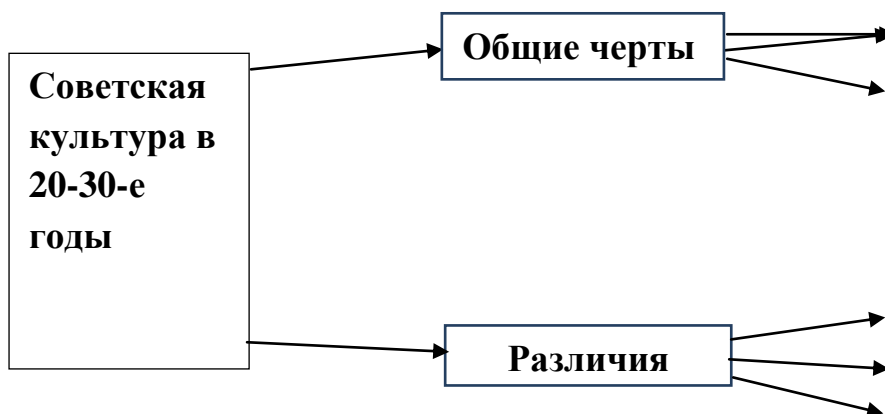 Общие черты
Советская
культура в
20-30-е
годы
Различия